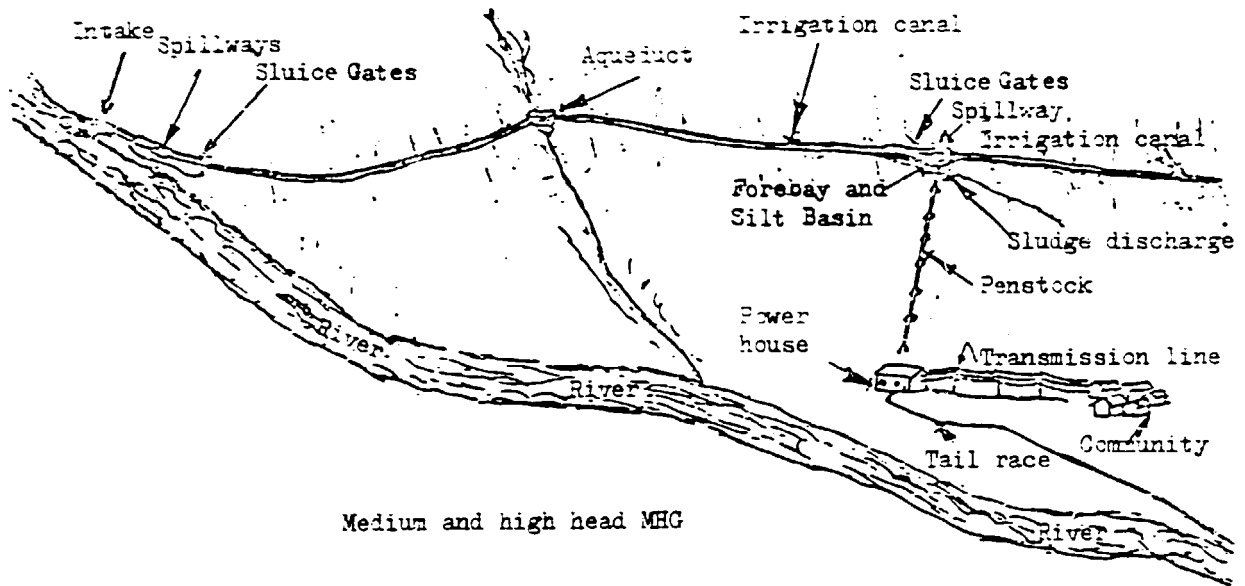 Intake
Spillways
Sluice Gates
Aqueduct
Irrigation canal
Sluice Gates
Spillway
Irrigation canal
Forebay and
Silt Basin
Sludge discharge
Penstock
River
Power
house
Transmission line
River
Community
Tail race
Medium and high head MHG
River